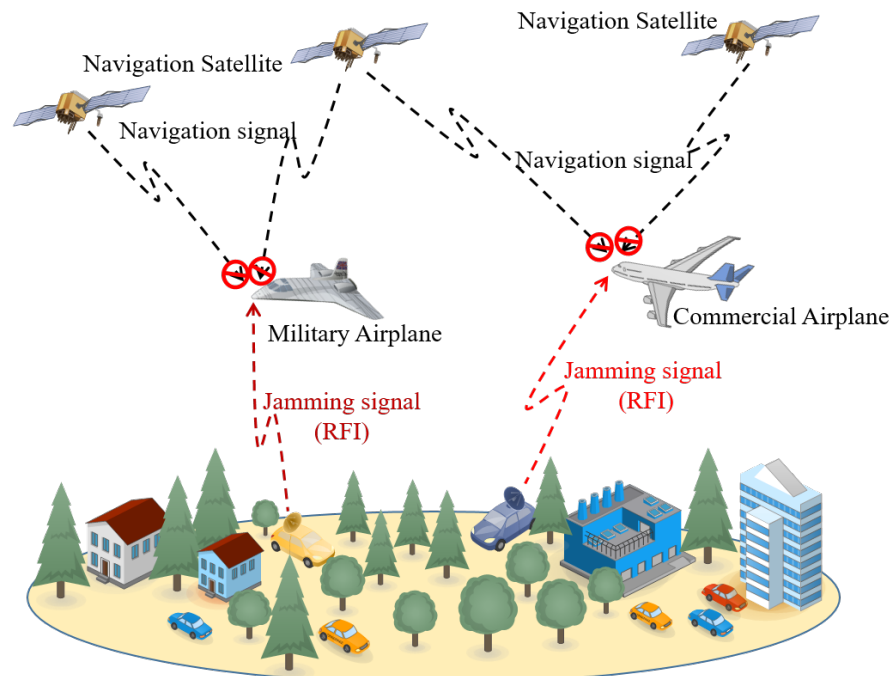 Navigation Satellite
Navigation Satellite
Navigation signal
Navigation signal
Military Airplane
Commercial Airplane
Jamming signal
(RFI)
Jamming signal
(RFI)